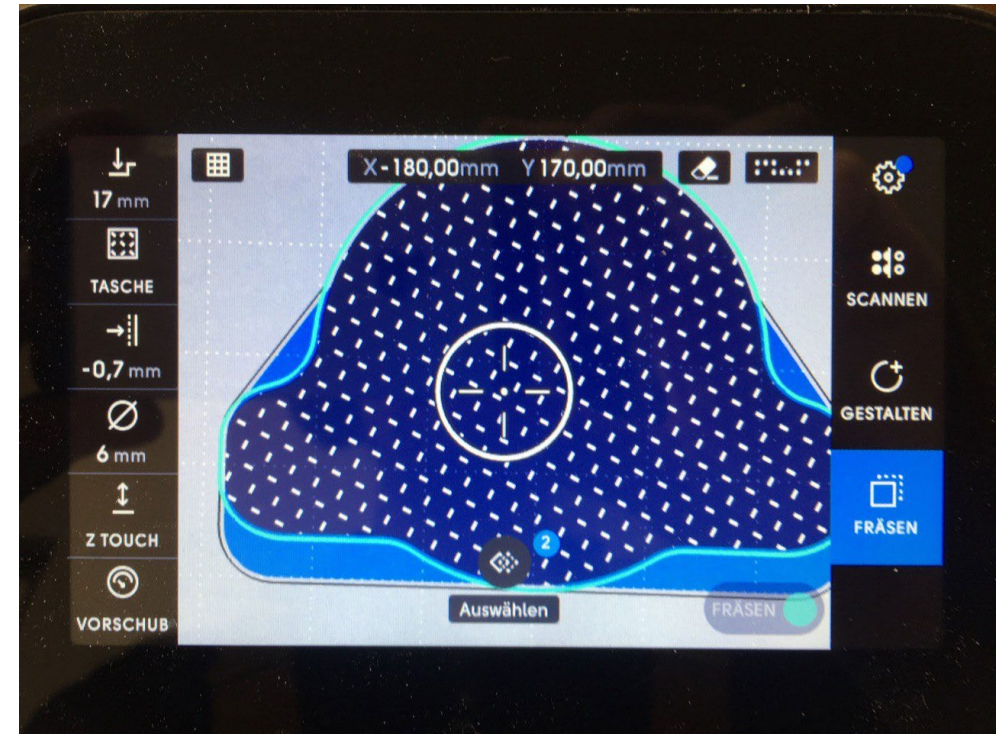 17 mm
TASCHE
-0,7 mm
6 mm
Z TOUCH
VORSCHUB
X-180,00mm Y 170,00mm
2
Auswählen
FRÄSEN
SCANNEN
GESTALTEN
FRÄSEN